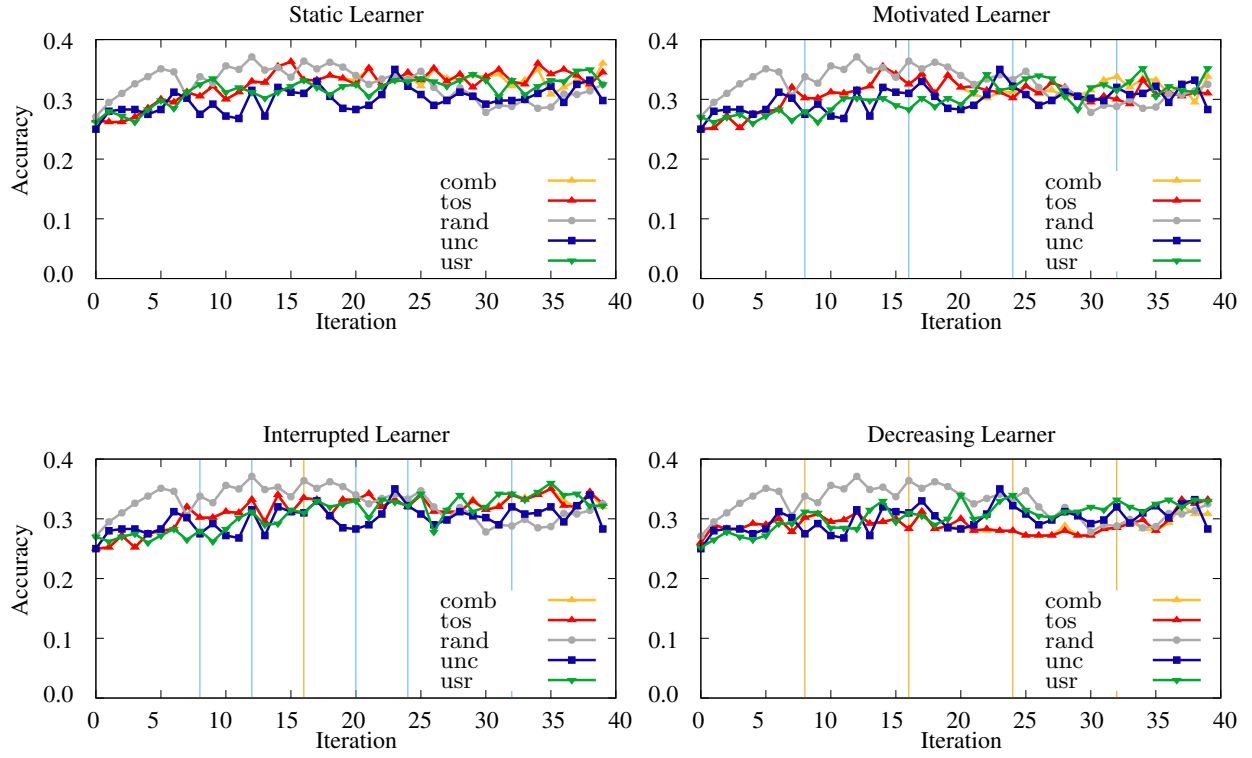 Static Learner
Accuracy
0.4
0.3
0.2
0.1
0.0
comb
tos
rand
unc
usr
0 5 10 15 20 25 30 35 40
Iteration
Motivated Learner
0.4
0.3
0.2
0.1
0.0
comb
tos
rand
unc
usr
0 5 10 15 20 25 30 35 40
Iteration
Interrupted Learner
Accuracy
0.4
0.3
0.2
0.1
0.0
comb
tos
rand
unc
usr
0 5 10 15 20 25 30 35 40
Iteration
Decreasing Learner
0.4
0.3
0.2
0.1
0.0
comb
tos
rand
unc
usr
0 5 10 15 20 25 30 35 40
Iteration